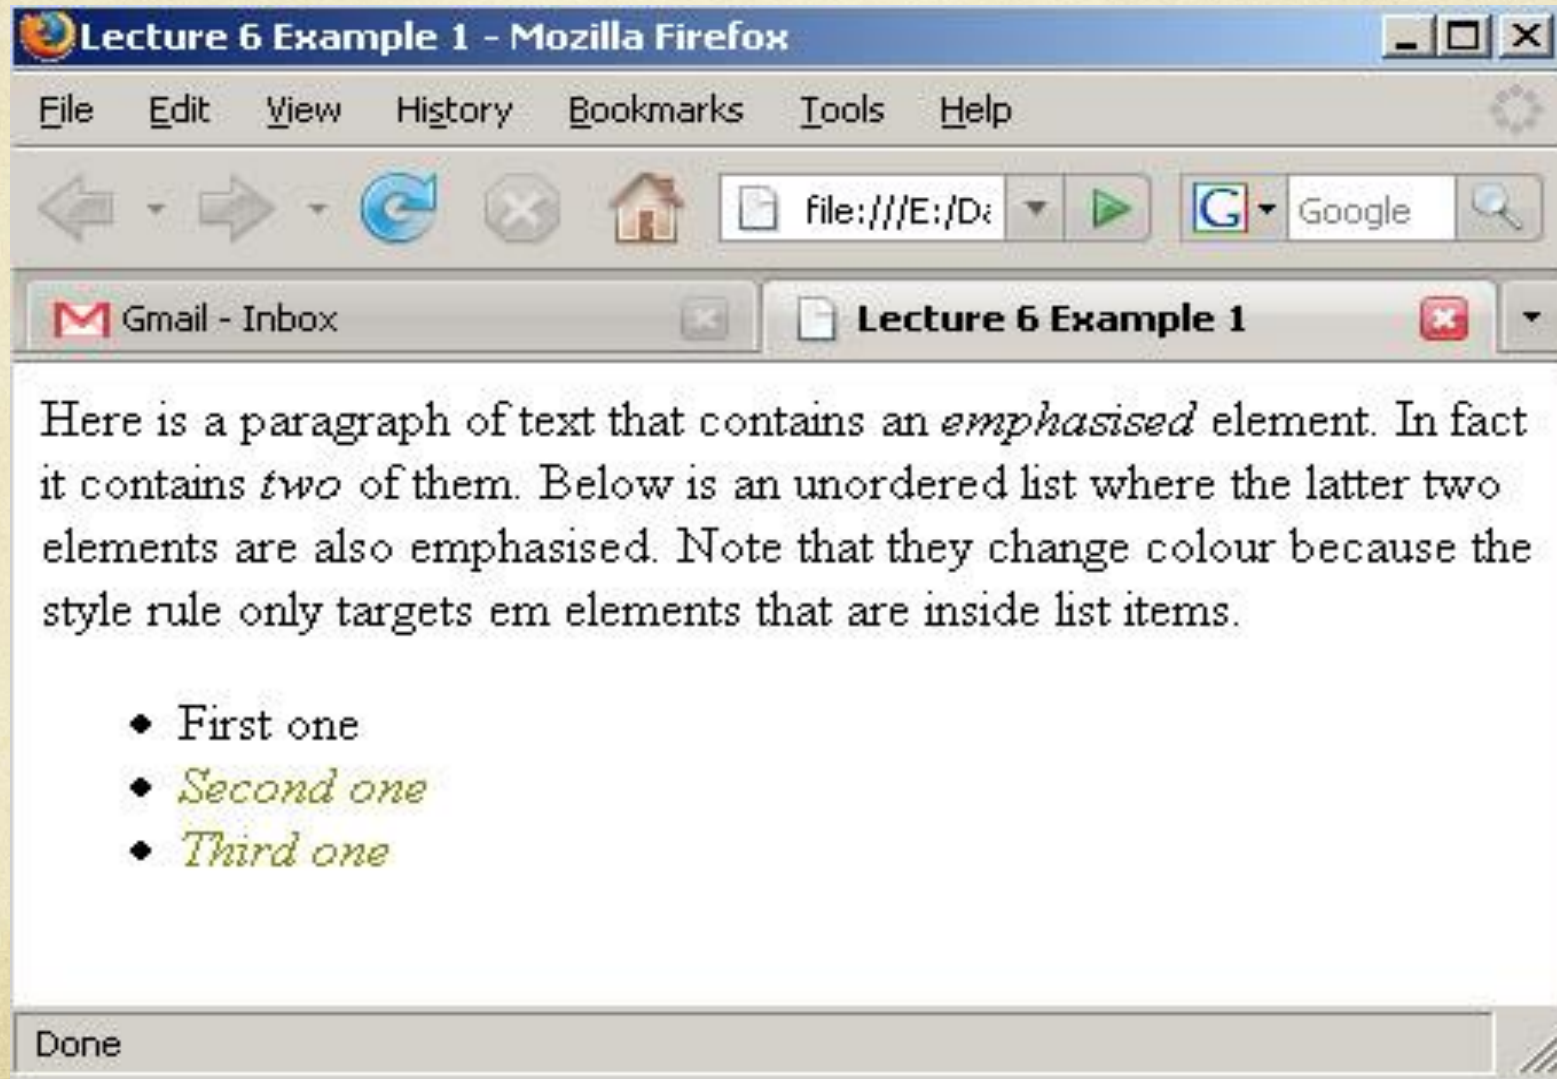 Lecture 6 Example 1 - Mozilla Firefox
File Edit View History Bookmarks Tools Help
file:///E:/Da G Google
Gmail - Inbox Lecture 6 Example 1
Here is a paragraph of text that contains an emphasised element. In fact
it contains two of them. Below is an unordered list where the latter two
elements are also emphasised. Note that they change colour because the
style rule only targets em elements that are inside list items.
• First one
• Second one
• Third one
Done